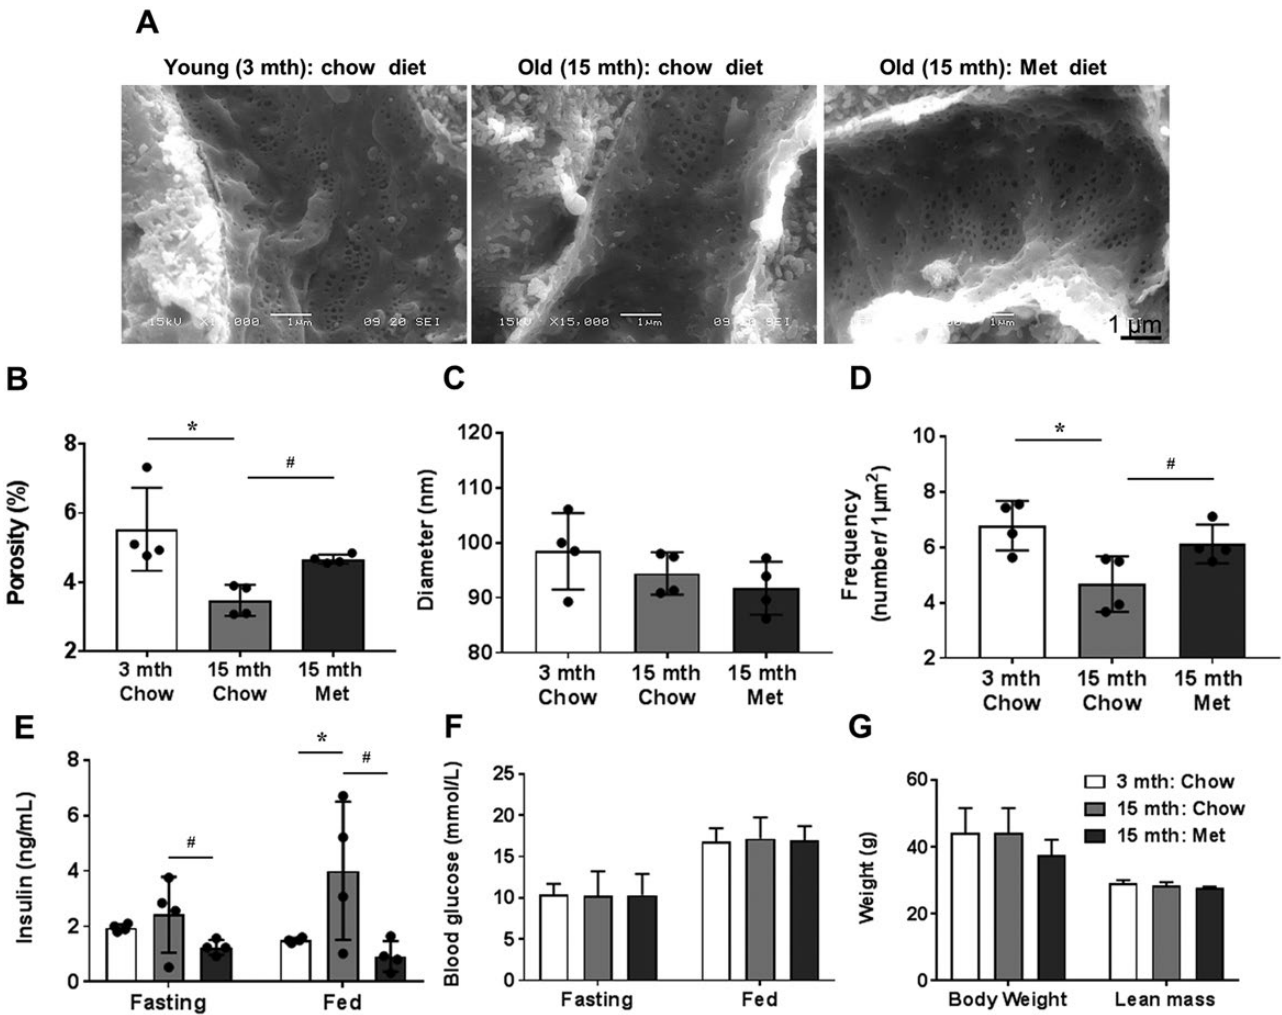 A
Young (3 mth): chow diet
Old (15 mth): chow diet
Old (15 mth): Met diet
15kV
,000
1μm
09 20 SEI
15kV X15,000
1μm
09
SEI
1μm
1 μm
B
Porosity (%)
8
6
4
2
*
#
3 mth
Chow
15 mth
Chow
15 mth
Met
C
Diameter (nm)
120
110
100
90
80
3 mth
Chow
15 mth
Chow
15 mth
Met
D
Frequency
(number/ 1μm²)
10
8
6
4
2
*
#
3 mth
Chow
15 mth
Chow
15 mth
Met
E
Insulin (ng/mL)
8
6
4
2
0
#
*
#
Fasting
Fed
F
Blood glucose (mmol/L)
25
20
15
10
5
0
Fasting
Fed
G
Weight (g)
60
40
20
0
3 mth: Chow
15 mth: Chow
15 mth: Met
Body Weight
Lean mass